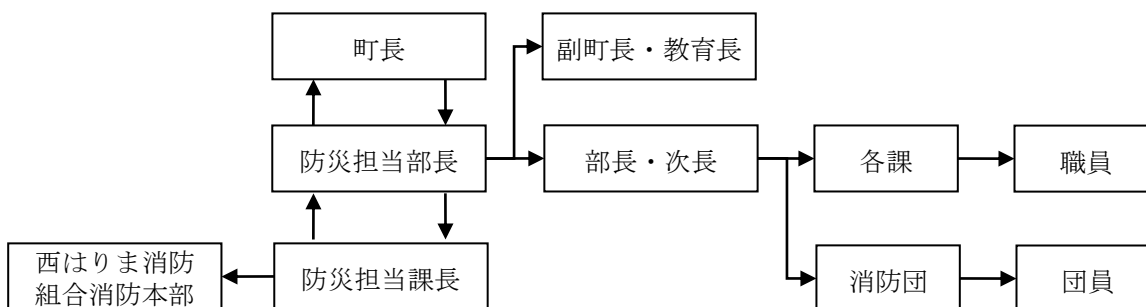 町長
副町長・教育長
防災担当部長
部長・次長
各課
職員
西はりま消防
組合消防本部
防災担当課長
消防団
団員